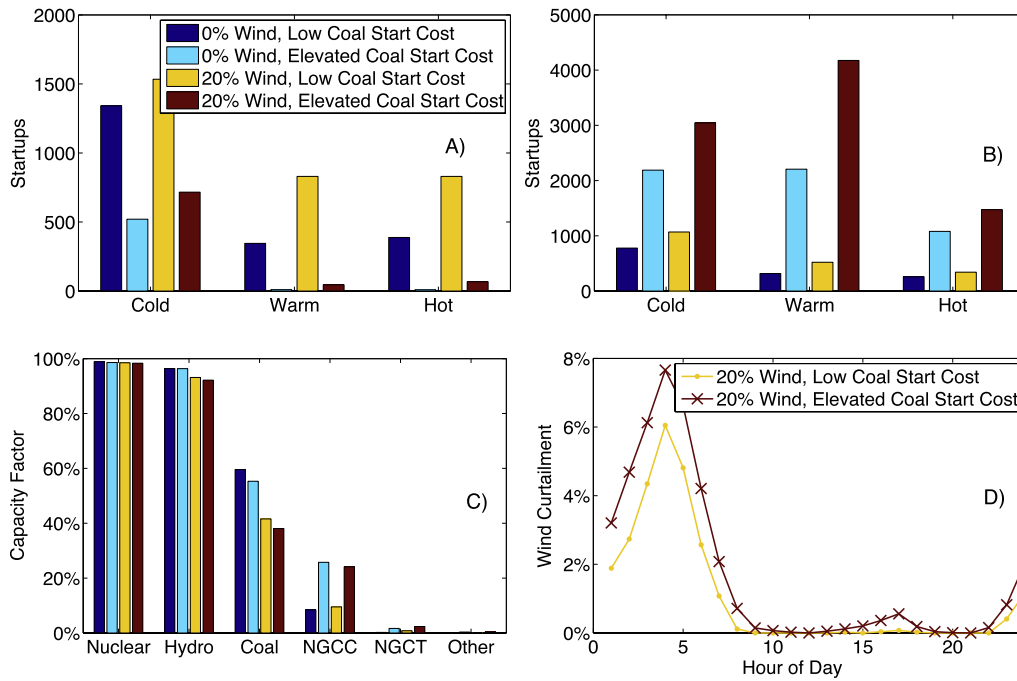 2000
1500
1000
500
0
Startups
0% Wind, Low Coal Start Cost
0% Wind, Elevated Coal Start Cost
20% Wind, Low Coal Start Cost
20% Wind, Elevated Coal Start Cost
A)
Cold Warm Hot
5000
4000
3000
2000
1000
0
Startups
B)
Cold Warm Hot
100%
80%
60%
40%
20%
0%
Capacity Factor
C)
Nuclear Hydro Coal NGCC NGCT Other
8%
6%
4%
2%
0%
Wind Curtailment
20% Wind, Low Coal Start Cost
20% Wind, Elevated Coal Start Cost
D)
0 5 10 15 20
Hour of Day